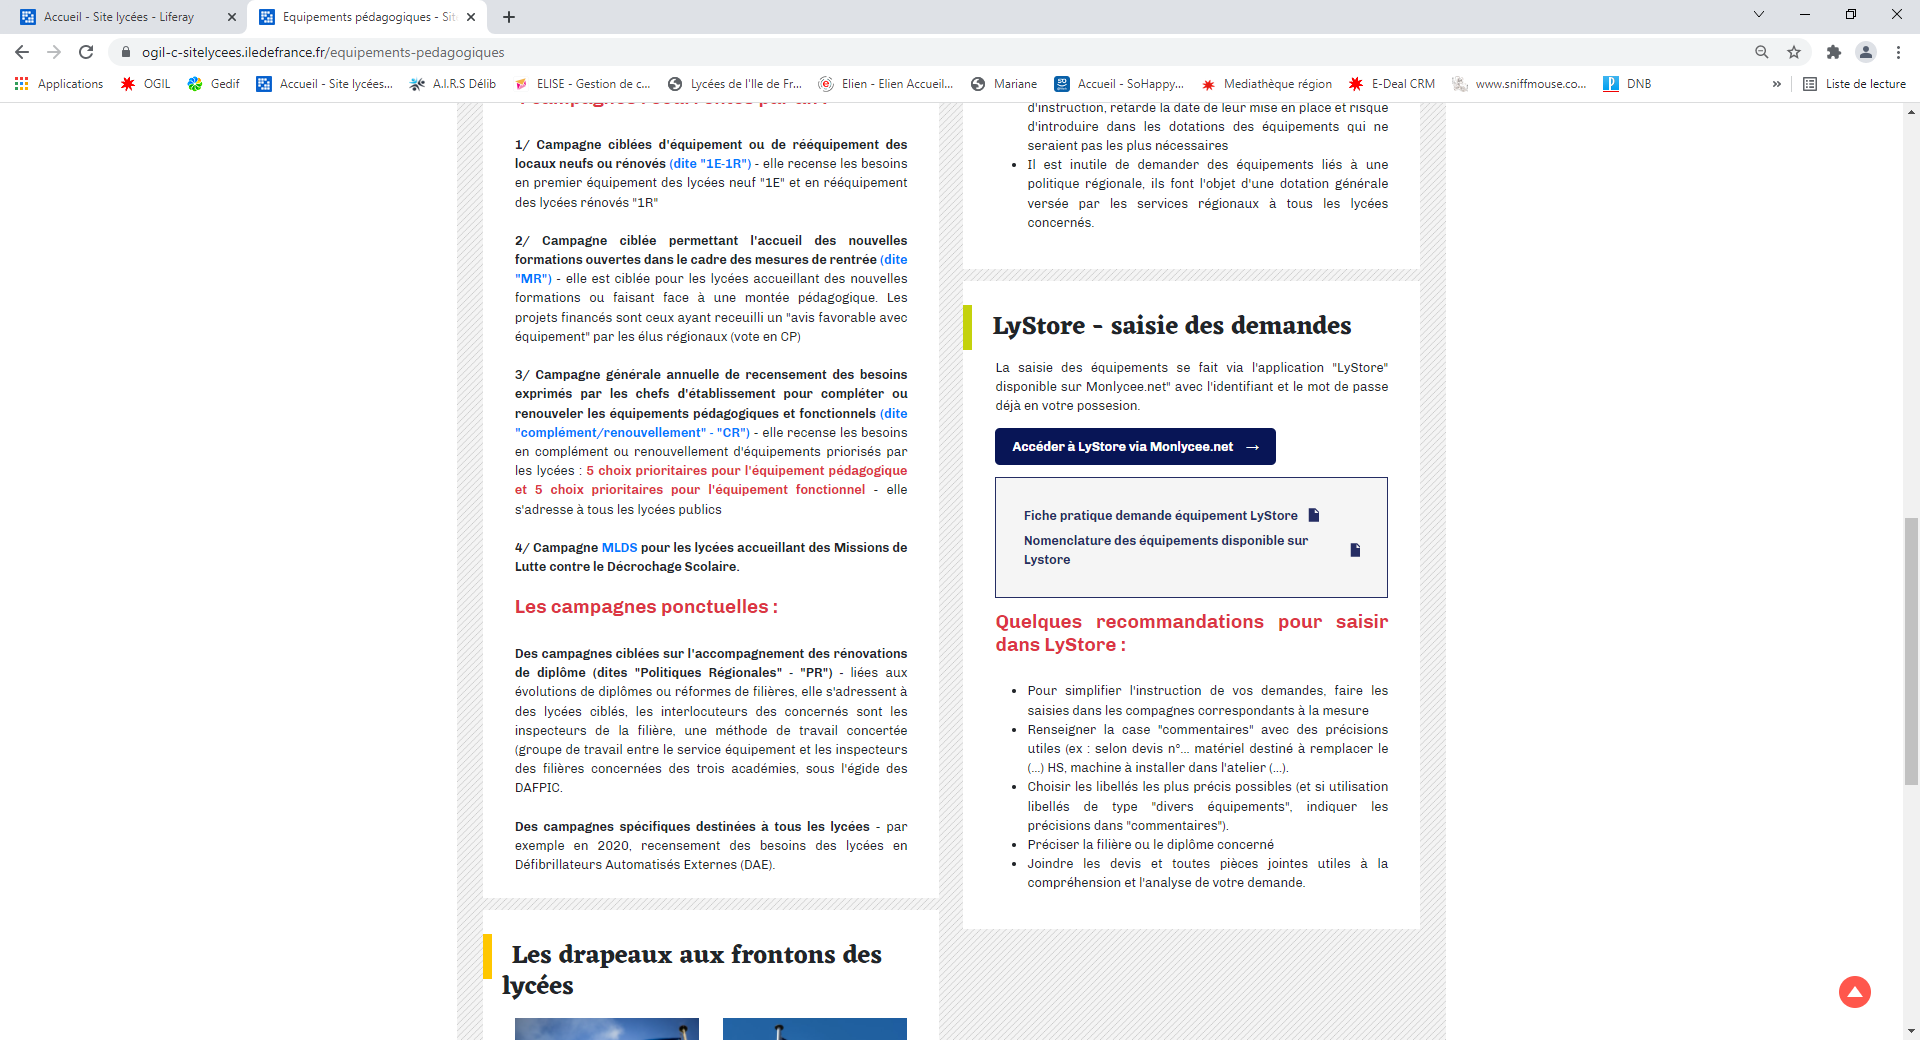 Accueil - Site lycées - Liferay
Equipements pédagogiques - Sit
ogil-c-sitelycees.iledefrance.fr/equipements-pedagogiques
Applications
OGIL
Gedif
Accueil - Site lycées...
A.I.R.S Délib
ELISE - Gestion de c...
Lycées de l'Ile de Fr...
Elien - Elien Accueil...
Mariane
Accueil - SoHappy...
Mediathèque région
E-Deal CRM
www.sniffmouse.co...
DNB
»
Liste de lecture
1/ Campagne ciblées d'équipement ou de rééquipement des
locaux neufs ou rénovés (dite "1E-1R") - elle recense les besoins
en premier équipement des lycées neuf "1E" et en rééquipement
des lycées rénovés "1R"
2/ Campagne ciblée permettant l'accueil des nouvelles
formations ouvertes dans le cadre des mesures de rentrée (dite
"MR") - elle est ciblée pour les lycées accueillant des nouvelles
formations ou faisant face à une montée pédagogique. Les
projets financés sont ceux ayant receuilli un "avis favorable avec
équipement" par les élus régionaux (vote en CP)
3/ Campagne générale annuelle de recensement des besoins
exprimés par les chefs d'établissement pour compléter ou
renouveler les équipements pédagogiques et fonctionnels (dite
"complément/renouvellement" - "CR") - elle recense les besoins
en complément ou renouvellement d'équipements priorisés par
les lycées : 5 choix prioritaires pour l'équipement pédagogique
et 5 choix prioritaires pour l'équipement fonctionnel - elle
s'adresse à tous les lycées publics
4/ Campagne MLDS pour les lycées accueillant des Missions de
Lutte contre le Décrochage Scolaire.
Les campagnes ponctuelles :
Des campagnes ciblées sur l'accompagnement des rénovations
de diplôme (dites "Politiques Régionales" - "PR") - liées aux
évolutions de diplômes ou réformes de filières, elle s'adressent à
des lycées ciblés, les interlocuteurs des concernés sont les
inspecteurs de la filière, une méthode de travail concertée
(groupe de travail entre le service équipement et les inspecteurs
des filières concernées des trois académies, sous l'égide des
DAFPIC.
Des campagnes spécifiques destinées à tous les lycées - par
exemple en 2020, recensement des besoins des lycées en
Défibrillateurs Automatisés Externes (DAE).
Les drapeaux aux frontons des
lycées
d'instruction, retarde la date de leur mise en place et risque
d'introduire dans les dotations des équipements qui ne
seraient pas les plus nécessaires
• Il est inutile de demander des équipements liés à une
politique régionale, ils font l'objet d'une dotation générale
versée par les services régionaux à tous les lycées
concernés.
LyStore - saisie des demandes
La saisie des équipements se fait via l'application "LyStore"
disponible sur Monlycee.net" avec l'identifiant et le mot de passe
déjà en votre possesion.
Accéder à LyStore via Monlycee.net →
Fiche pratique demande équipement LyStore
Nomenclature des équipements disponible sur
Lystore
Quelques recommandations pour saisir
dans LyStore :
• Pour simplifier l'instruction de vos demandes, faire les
saisies dans les compagnes correspondants à la mesure
• Renseigner la case "commentaires" avec des précisions
utiles (ex : selon devis n°... matériel destiné à remplacer le
(...) HS, machine à installer dans l'atelier (...).
• Choisir les libellés les plus précis possibles (et si utilisation
libellés de type "divers équipements", indiquer les
précisions dans "commentaires").
• Préciser la filière ou le diplôme concerné
• Joindre les devis et toutes pièces jointes utiles à la
compréhension et l'analyse de votre demande.